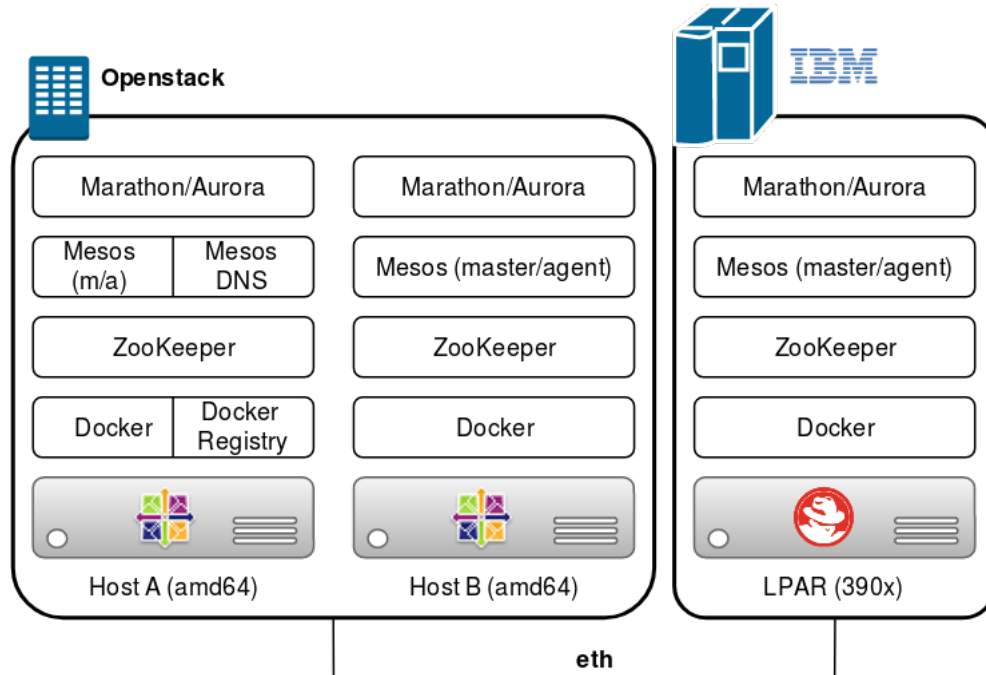 Openstack
IBM
Marathon/Aurora
Mesos
(m/a)
Mesos
DNS
ZooKeeper
Docker
Docker
Registry
Host A (amd64)
Marathon/Aurora
Mesos (master/agent)
ZooKeeper
Docker
Host B (amd64)
Marathon/Aurora
Mesos (master/agent)
ZooKeeper
Docker
LPAR (390x)
eth